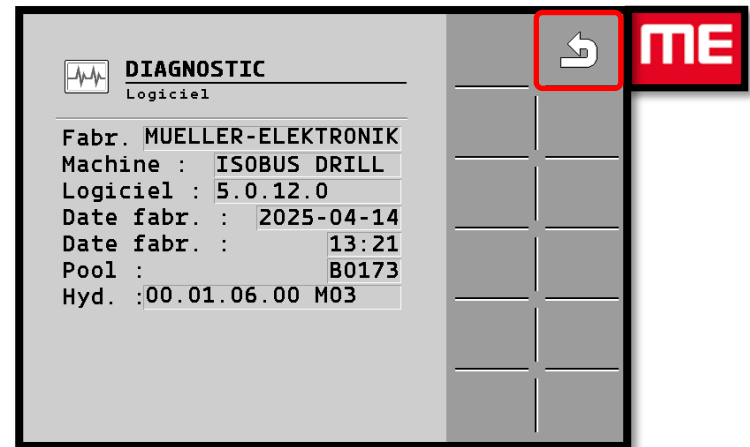 DIAGNOSTIC
Logiciel
Fabr. MUELLER-ELEKTRONIK
Machine : ISOBUS DRILL
Logiciel : 5.0.12.0
Date fabr. : 2025-04-14
Date fabr. : 13:21
Pool : B0173
Hyd. :00.01.06.00 M03
ME